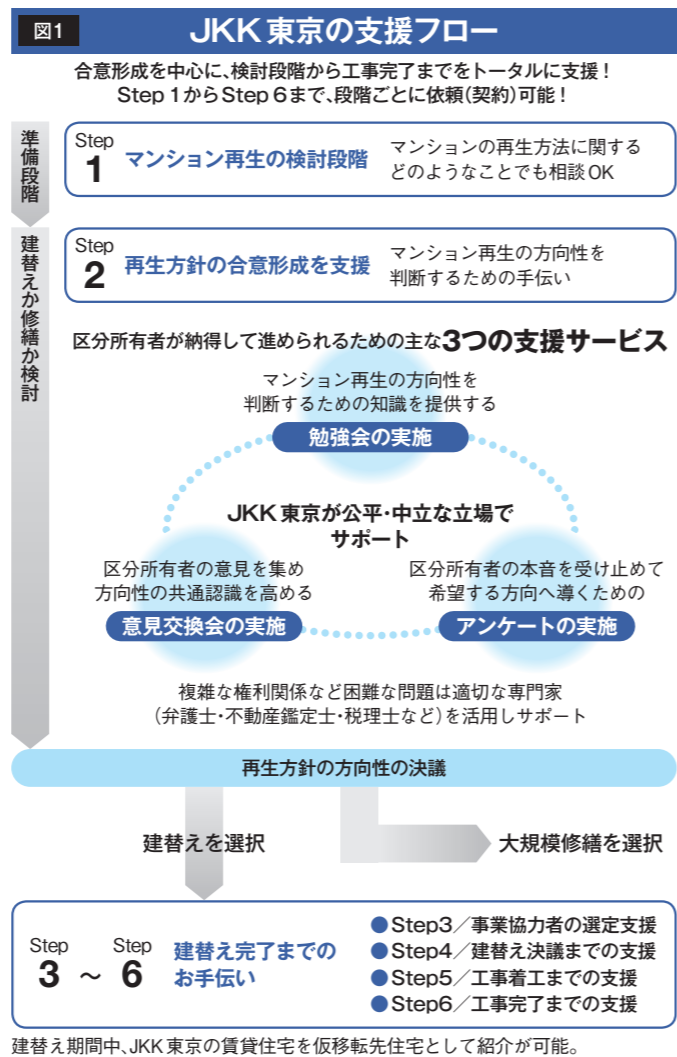 図1
JKK東京の支援フロー
合意形成を中心に、検討段階から工事完了までをトータルに支援！
Step 1からStep 6まで、段階ごとに依頼（契約）可能！
準備段階
Step
1
マンション再生の検討段階
マンションの再生方法に関する
どのようなことでも相談OK
建替えか修繕か検討
Step
2
再生方針の合意形成を支援
マンション再生の方向性を
判断するための手伝い
区分所有者が納得して進められるための主な3つの支援サービス
マンション再生の方向性を
判断するための知識を提供する
勉強会の実施
JKK東京が公平・中立な立場で
サポート
区分所有者の意見を集め
方向性の共通認識を高める
意見交換会の実施
区分所有者の本音を受け止めて
希望する方向へ導くための
アンケートの実施
複雑な権利関係など困難な問題は適切な専門家
（弁護士・不動産鑑定士・税理士など）を活用しサポート
再生方針の方向性の決議
建替えを選択
大規模修繕を選択
Step Step
3 ～ 6
建替え完了までの
お手伝い
●Step3／事業協力者の選定支援
●Step4／建替え決議までの支援
●Step5／工事着工までの支援
●Step6／工事完了までの支援
建替え期間中、JKK東京の賃貸住宅を仮移転先住宅として紹介が可能。